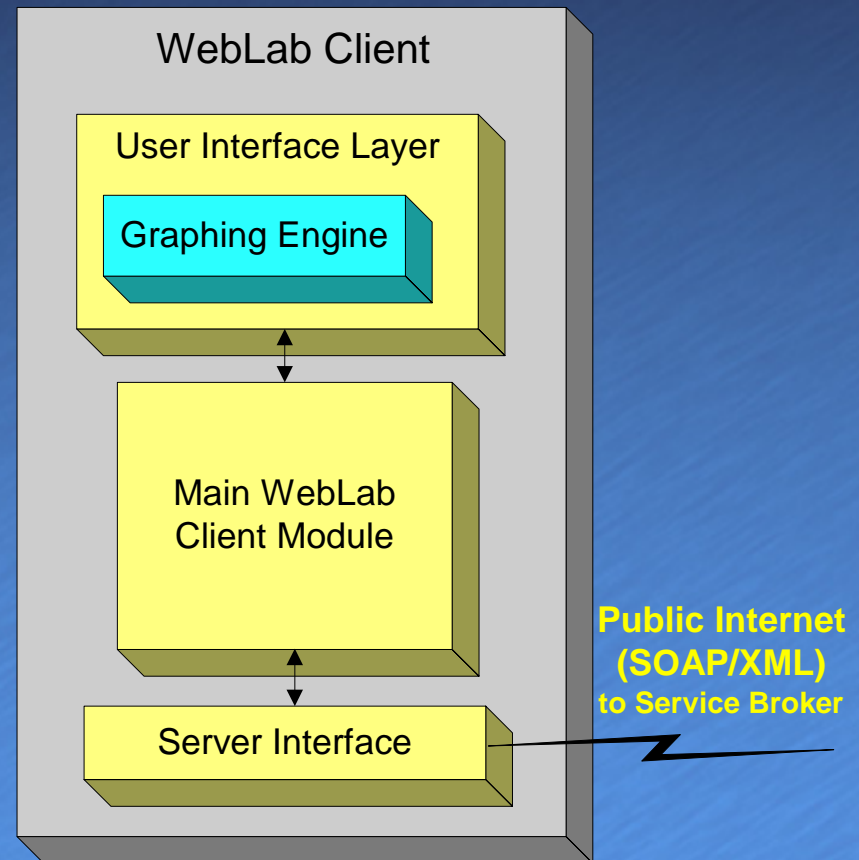 WebLab Client
User Interface Layer
Graphing Engine
Main WebLab
Client Module
Public Internet
(SOAP/XML)
to Service Broker
Server Interface